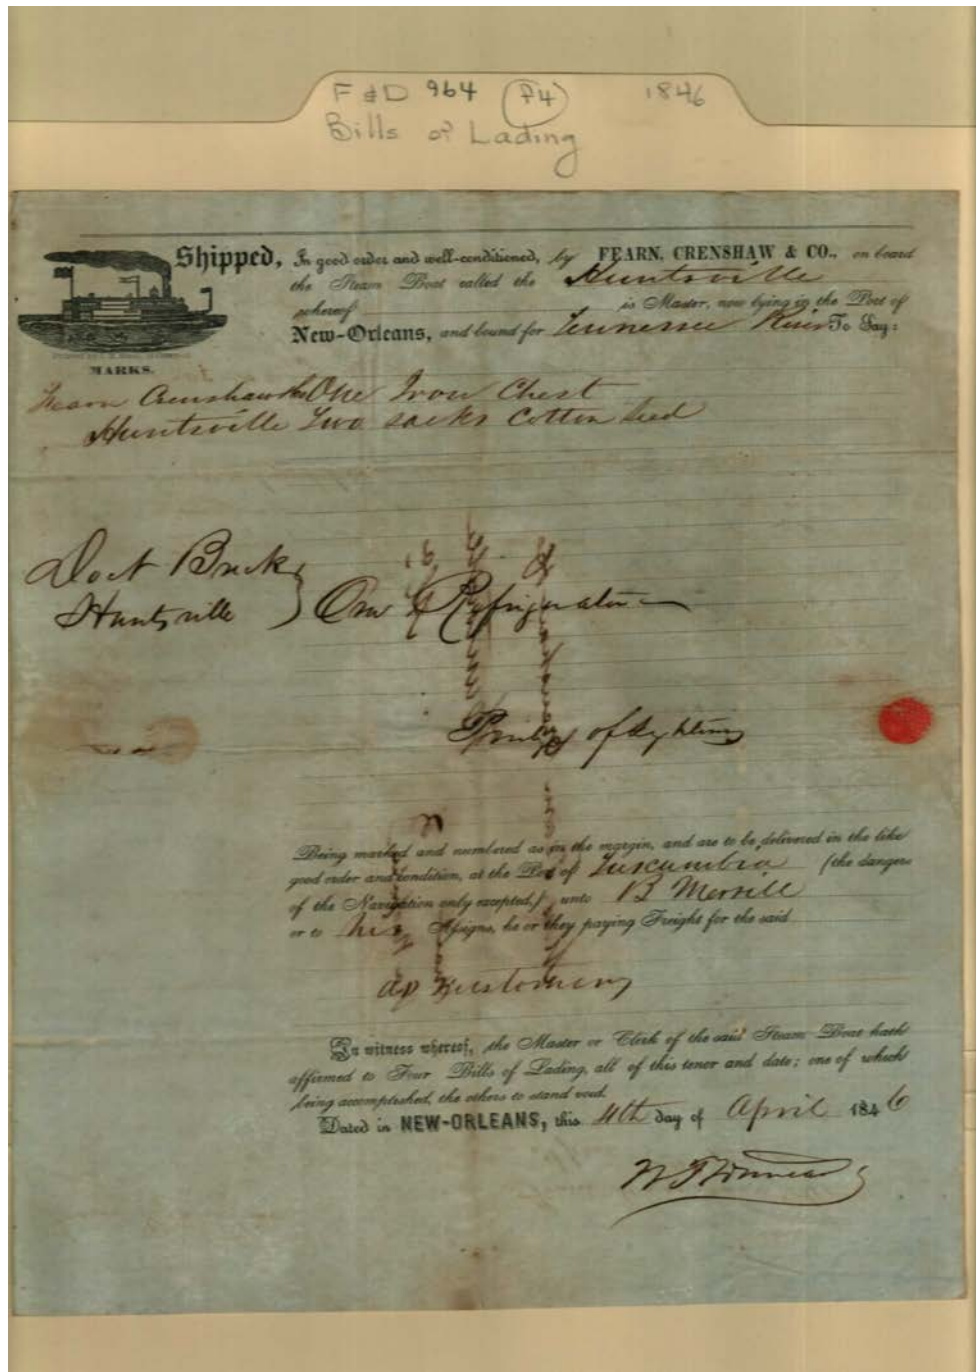 F & D 964 (P4) 1846
Bills of Lading
Shipped, In good order and well-conditioned, by FEARN, CRENSHAW & CO., on board
the Steam Boat called the Huntsville
whereof is Master, now lying in the Port of
New-Orleans, and bound for Tennessee River To Say:
MARKS.
Fearn Crenshaw One Iron Chest
Huntsville Two sacks Cotton seed
Doct
Huntsville } One Refrigerator
Privilege of lighting
Being marked and numbered as in the margin, and are to be delivered in the like
good order and condition, at the Port of Tuscumbia (the dangers
of the Navigation only excepted,) unto B Merrill
or to his Assigns, he or they paying Freight for the said
as Customary
In witness whereof, the Master or Clerk of the said Steam Boat hath
affirmed to Four Bills of Lading, all of this tenor and date; one of which
being accomplished, the others to stand void.
Dated in NEW-ORLEANS, this 4th day of April 1846